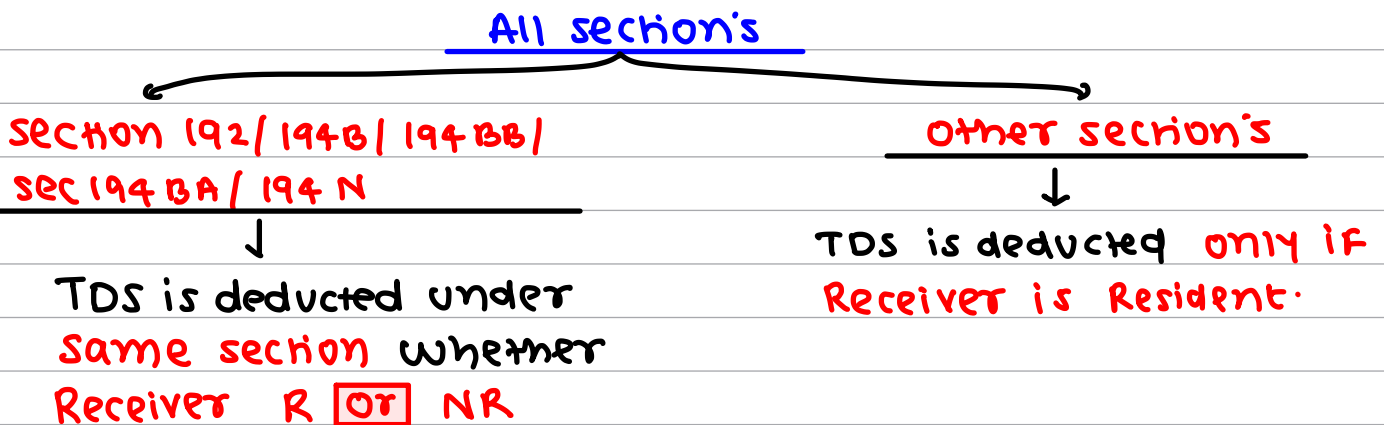 All section's
section 192/ 194B/ 194BB/
sec 194BA/ 194 N
TDS is deducted under
same section whether
Receiver R or NR
other section's
TDS is deducted only if
Receiver is Resident.